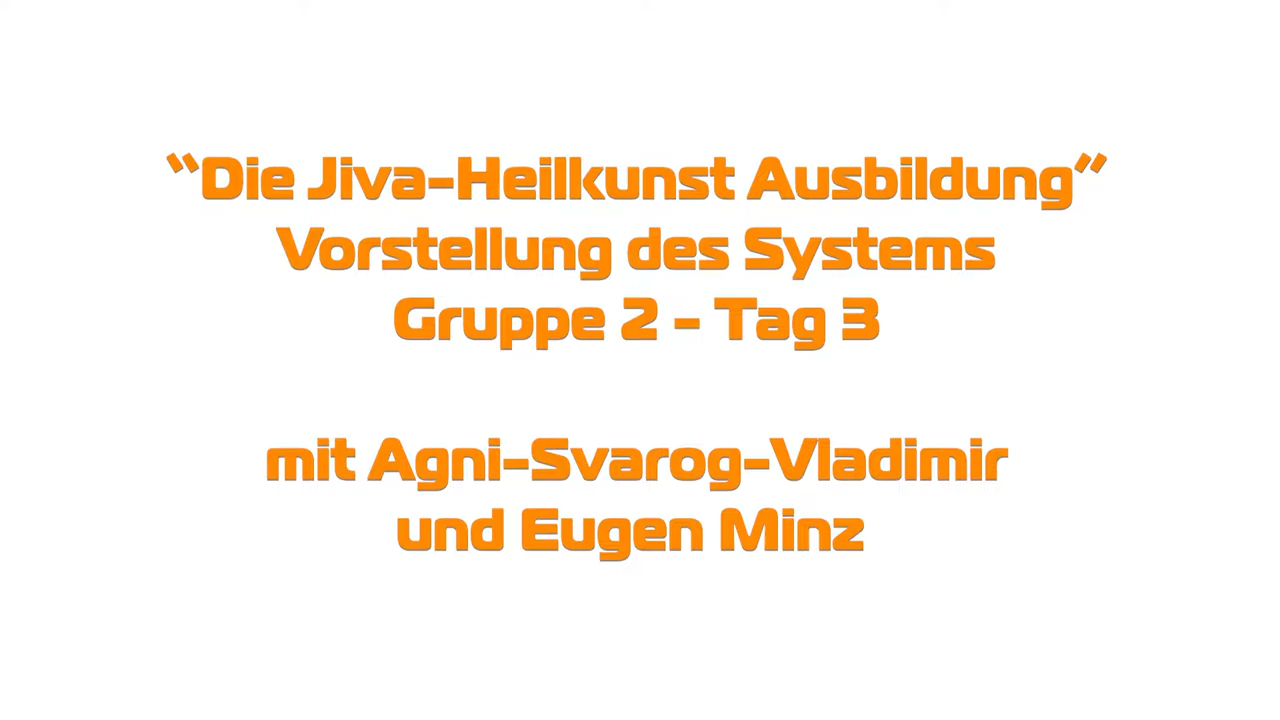 “Die Jiva-Heilkunst Ausbildung”
Vorstellung des Systems
Gruppe 2 - Tag 3
mit Agni-Svarog-Vladimir
und Eugen Minz